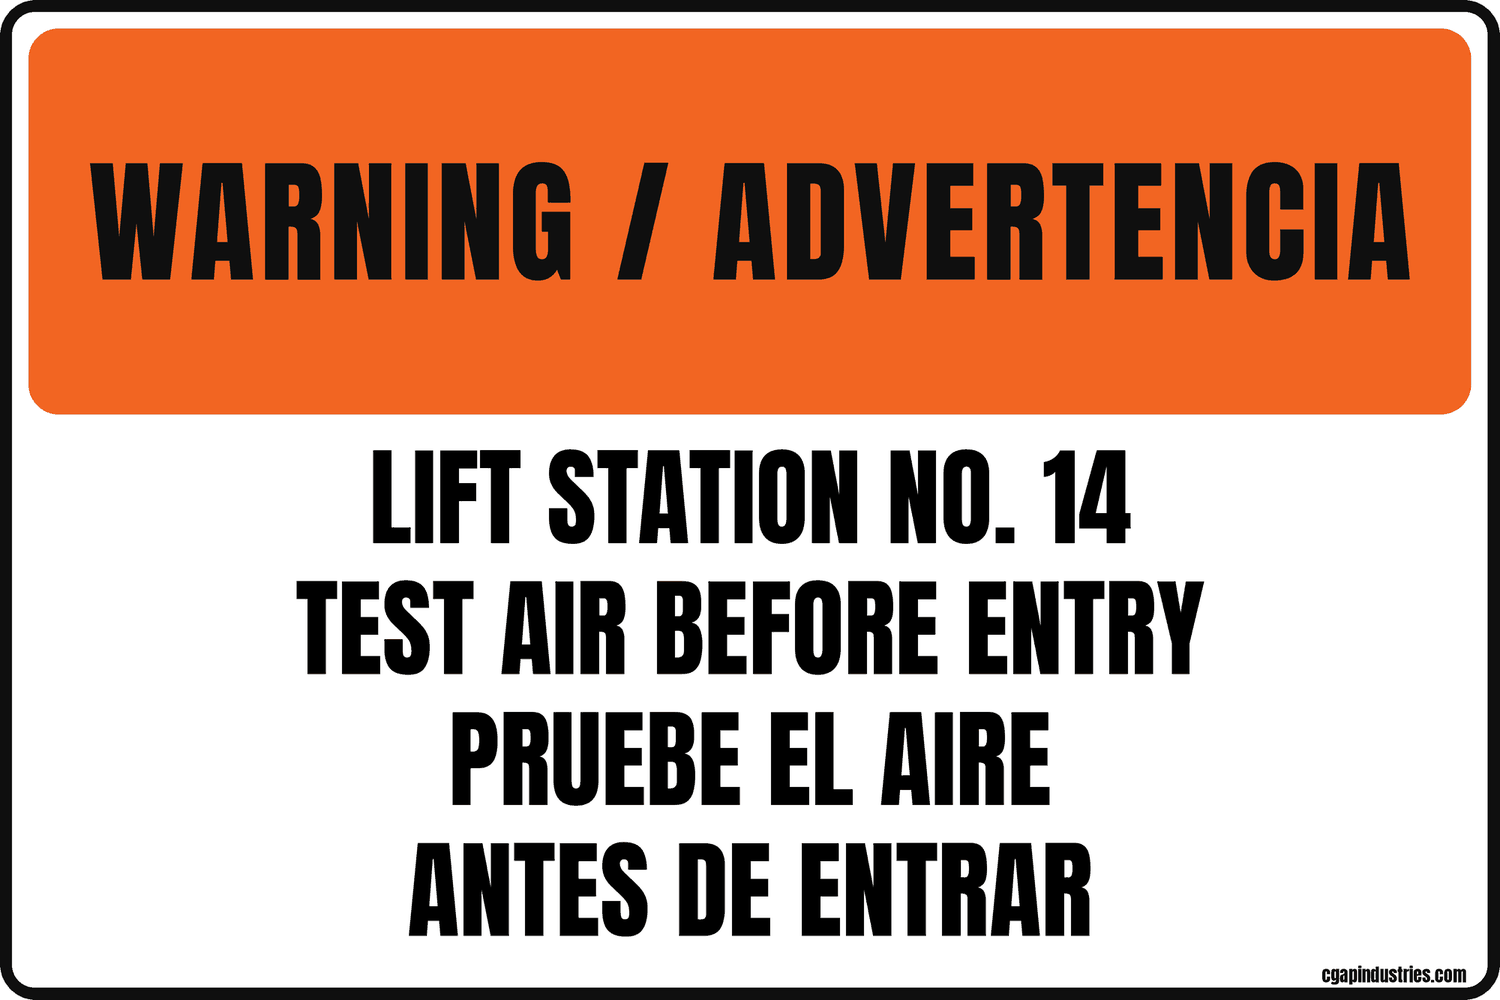 WARNING / ADVERTENCIA
LIFT STATION NO. 14
TEST AIR BEFORE ENTRY
PRUEBE EL AIRE
ANTES DE ENTRAR
cgapindustries.com